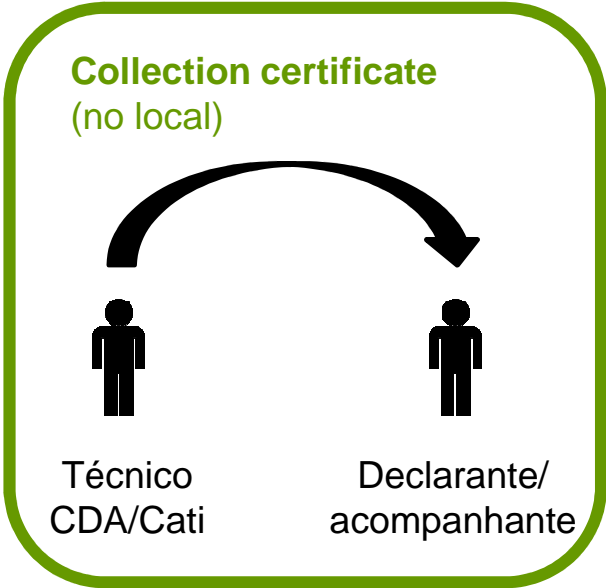 Collection certificate
(no local)
Técnico
CDA/Cati
Declarante/
acompanhante